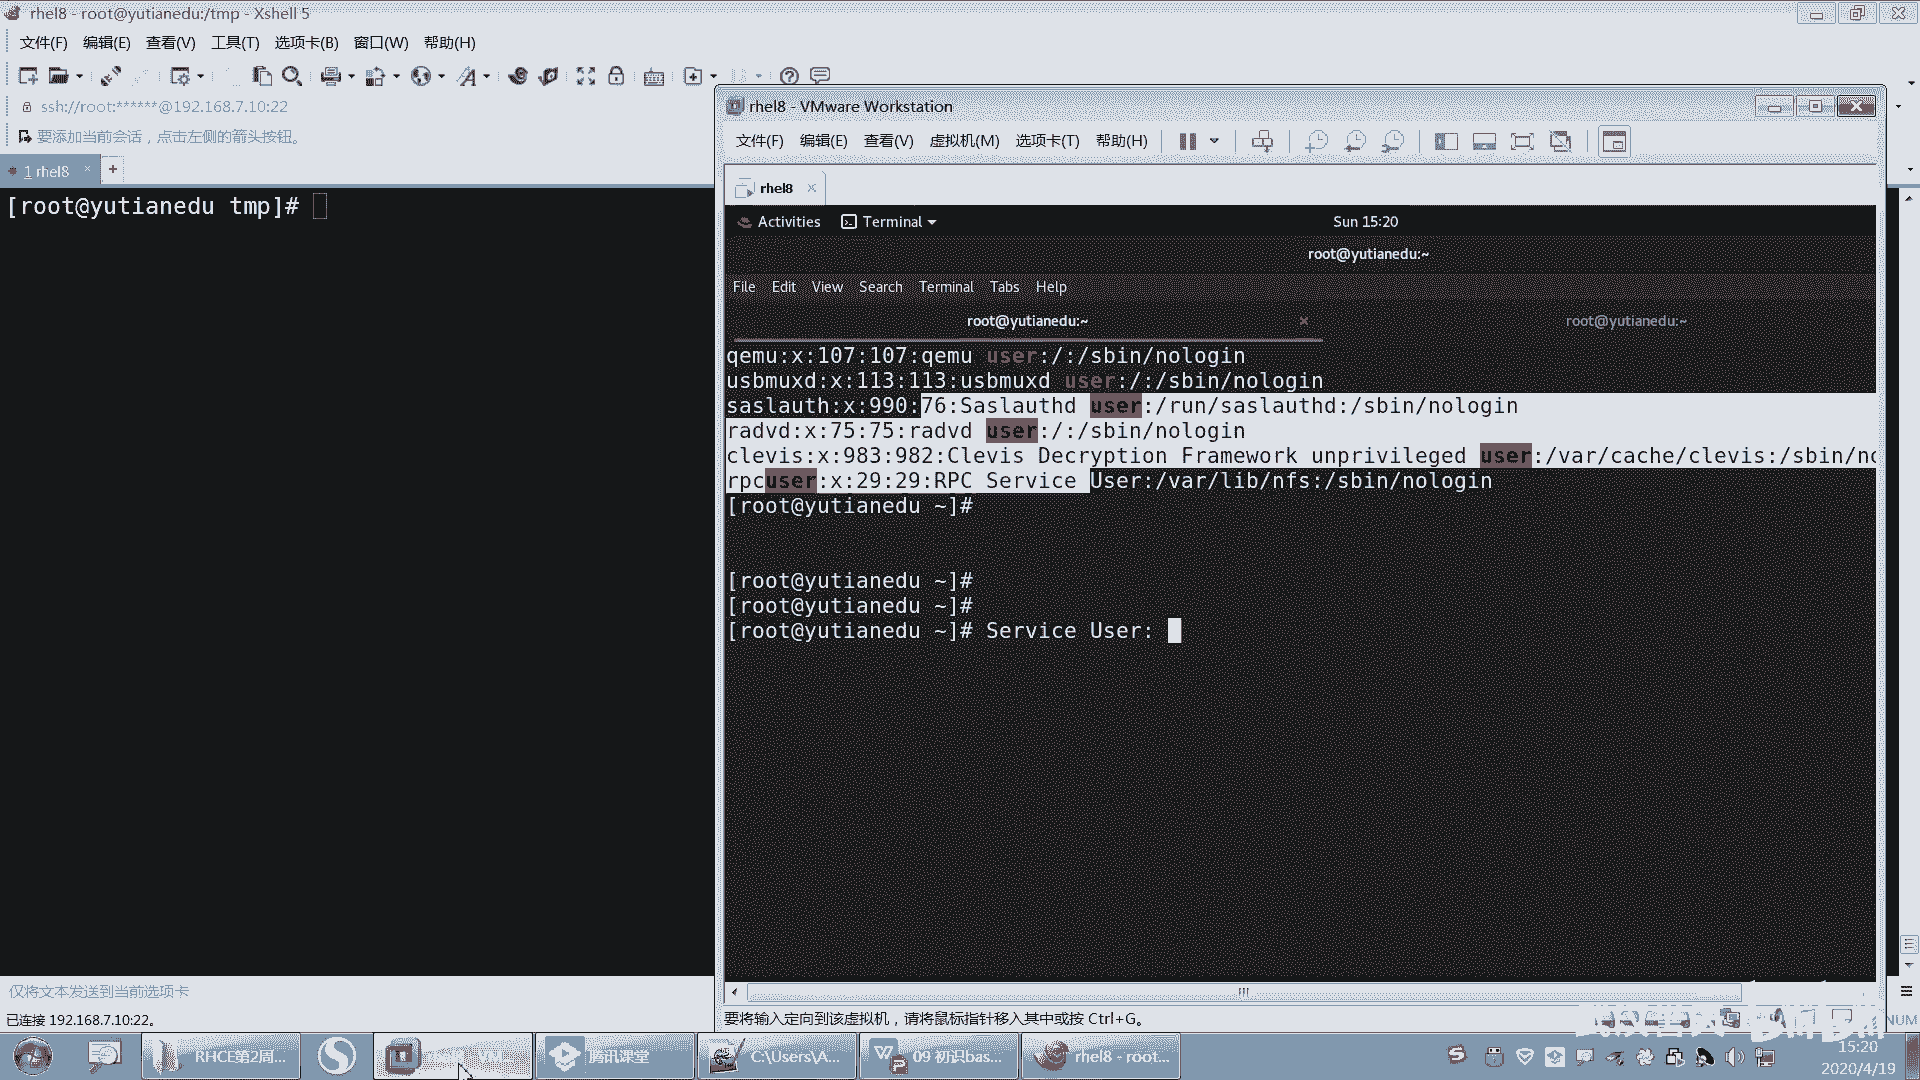 rhel8 - root@yutianedu:/tmp - Xshell 5
文件(F) 编辑(E) 查看(V) 工具(T) 选项卡(B) 窗口(W) 帮助(H)
ssh://root:******@192.168.7.10:22
要添加当前会话，点击左侧的箭头按钮。
1 rhel8
[root@yutianedu tmp]#
仅将文本发送到当前选项卡
已连接 192.168.7.10:22。
rhel8 - VMware Workstation
文件(F) 编辑(E) 查看(V) 虚拟机(M) 选项卡(T) 帮助(H)
rhel8
Activities Terminal Sun 15:20
root@yutianedu:~
File Edit View Search Terminal Tabs Help
root@yutianedu:~ root@yutianedu:~
qemu:x:107:107:qemu user:/:/sbin/nologin
usbmuxd:x:113:113:usbmuxd user:/:/sbin/nologin
saslauth:x:990:76:Saslauthd user:/run/saslauthd:/sbin/nologin
radvd:x:75:75:radvd user:/:/sbin/nologin
clevis:x:983:982:Clevis Decryption Framework unprivileged user:/var/cache/clevis:/sbin/no
rpcuser:x:29:29:RPC Service User:/var/lib/nfs:/sbin/nologin
[root@yutianedu ~]#
[root@yutianedu ~]#
[root@yutianedu ~]#
[root@yutianedu ~]# Service User:
要将输入定向到该虚拟机，请将鼠标指针移入其中或按 Ctrl+G。
NUM
RHCE第2周... 腾讯课堂 C:\Users\A... 09 初识bas... rhel8 - root...
15:20
2020/4/19